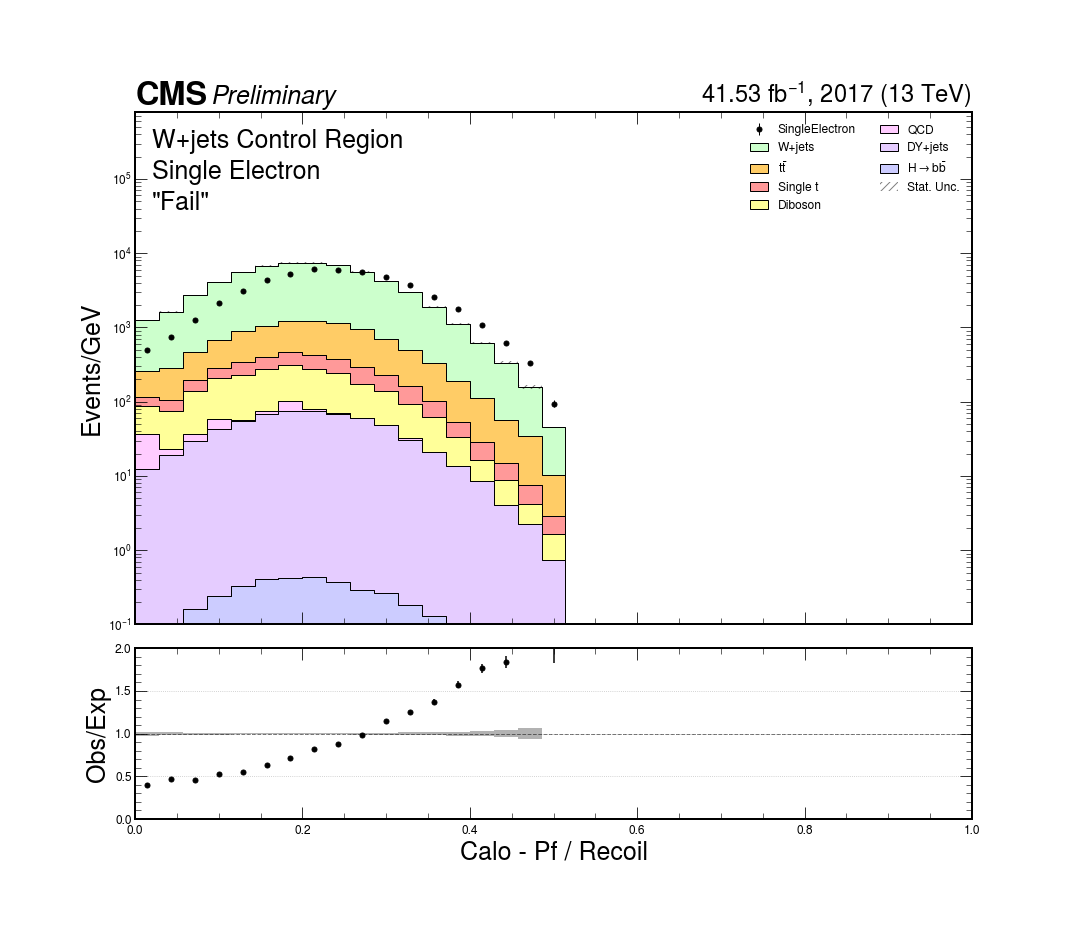 CMS Preliminary
41.53 fb⁻¹, 2017 (13 TeV)
W+jets Control Region
Single Electron
"Fail"
SingleElectron
W+jets
tt̄
Single t
Diboson
QCD
DY+jets
H→bb̄
Stat. Unc.
Events/GeV
10⁵
10⁴
10³
10²
10¹
10⁰
10⁻¹
Obs/Exp
2.0
1.5
1.0
0.5
0.0
0.0 0.2 0.4 0.6 0.8 1.0
Calo - Pf / Recoil